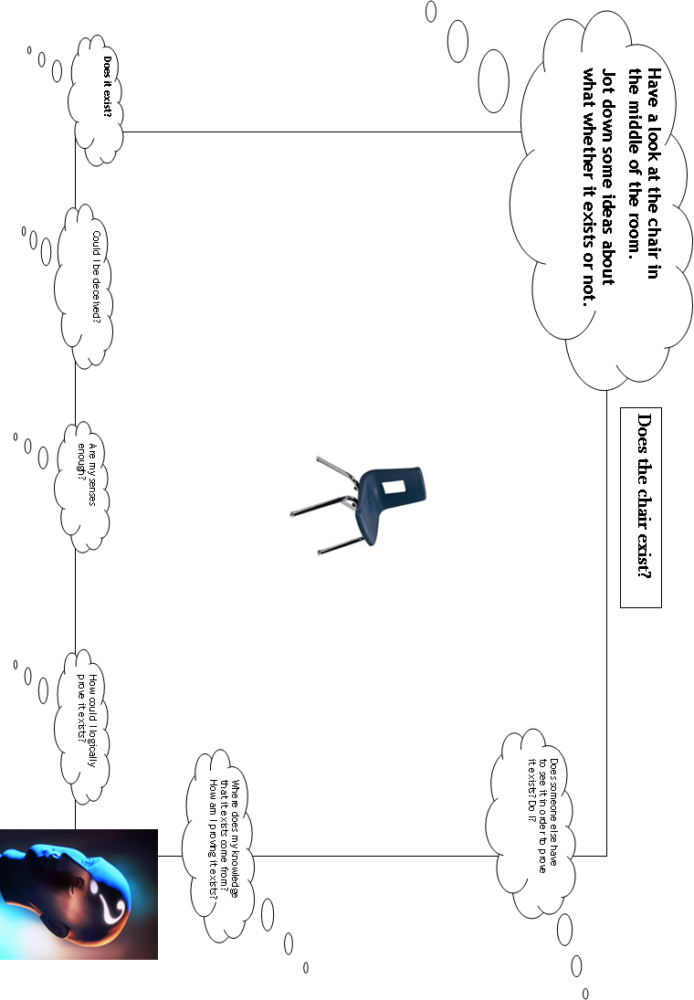 Have a look at the chair in
the middle of the room.
Jot down some ideas about
what whether it exists or not.
Does the chair exist?
Does someone else have
to see it in order to prove
it exists? Do I?
Where does my knowledge
that it exists come from?
How am I proving it exists?
Does it exist?
Could I be deceived?
Are my senses
enough?
How could I logically
prove it exists?
?